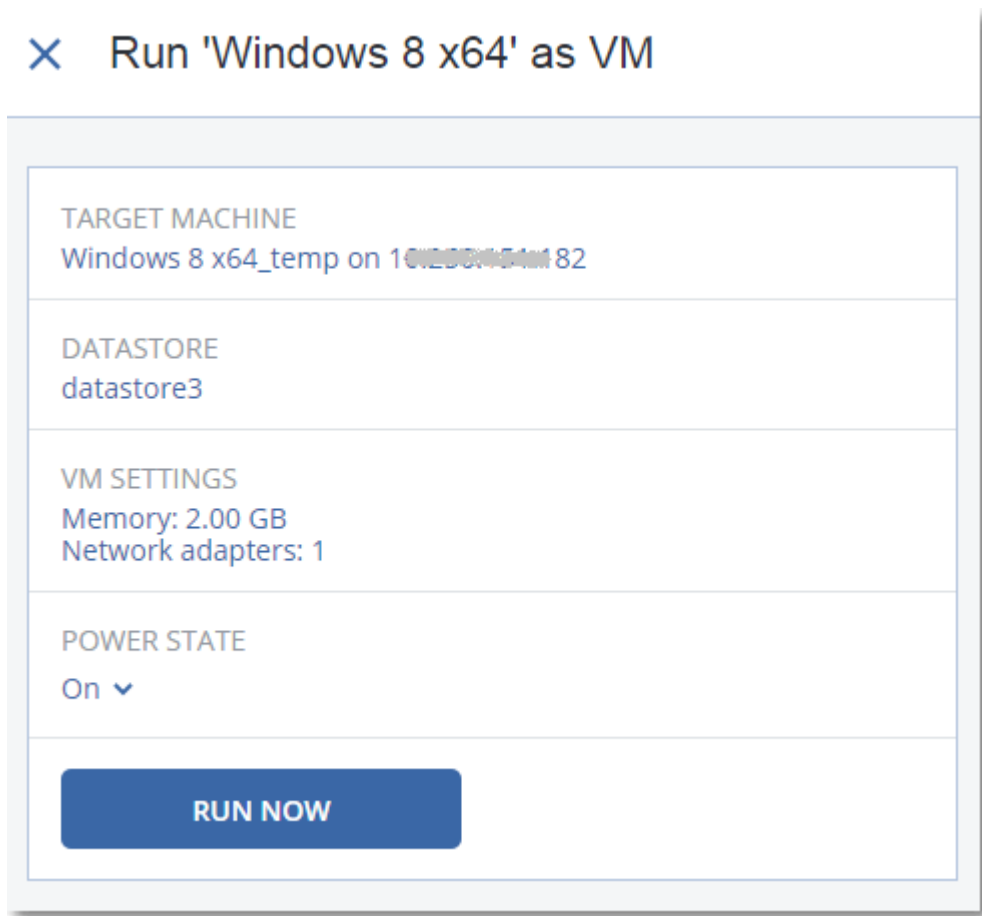 Run 'Windows 8 x64' as VM
TARGET MACHINE
Windows 8 x64_temp on
DATASTORE
datastore3
VM SETTINGS
Memory: 2.00 GB
Network adapters: 1
POWER STATE
On
RUN NOW